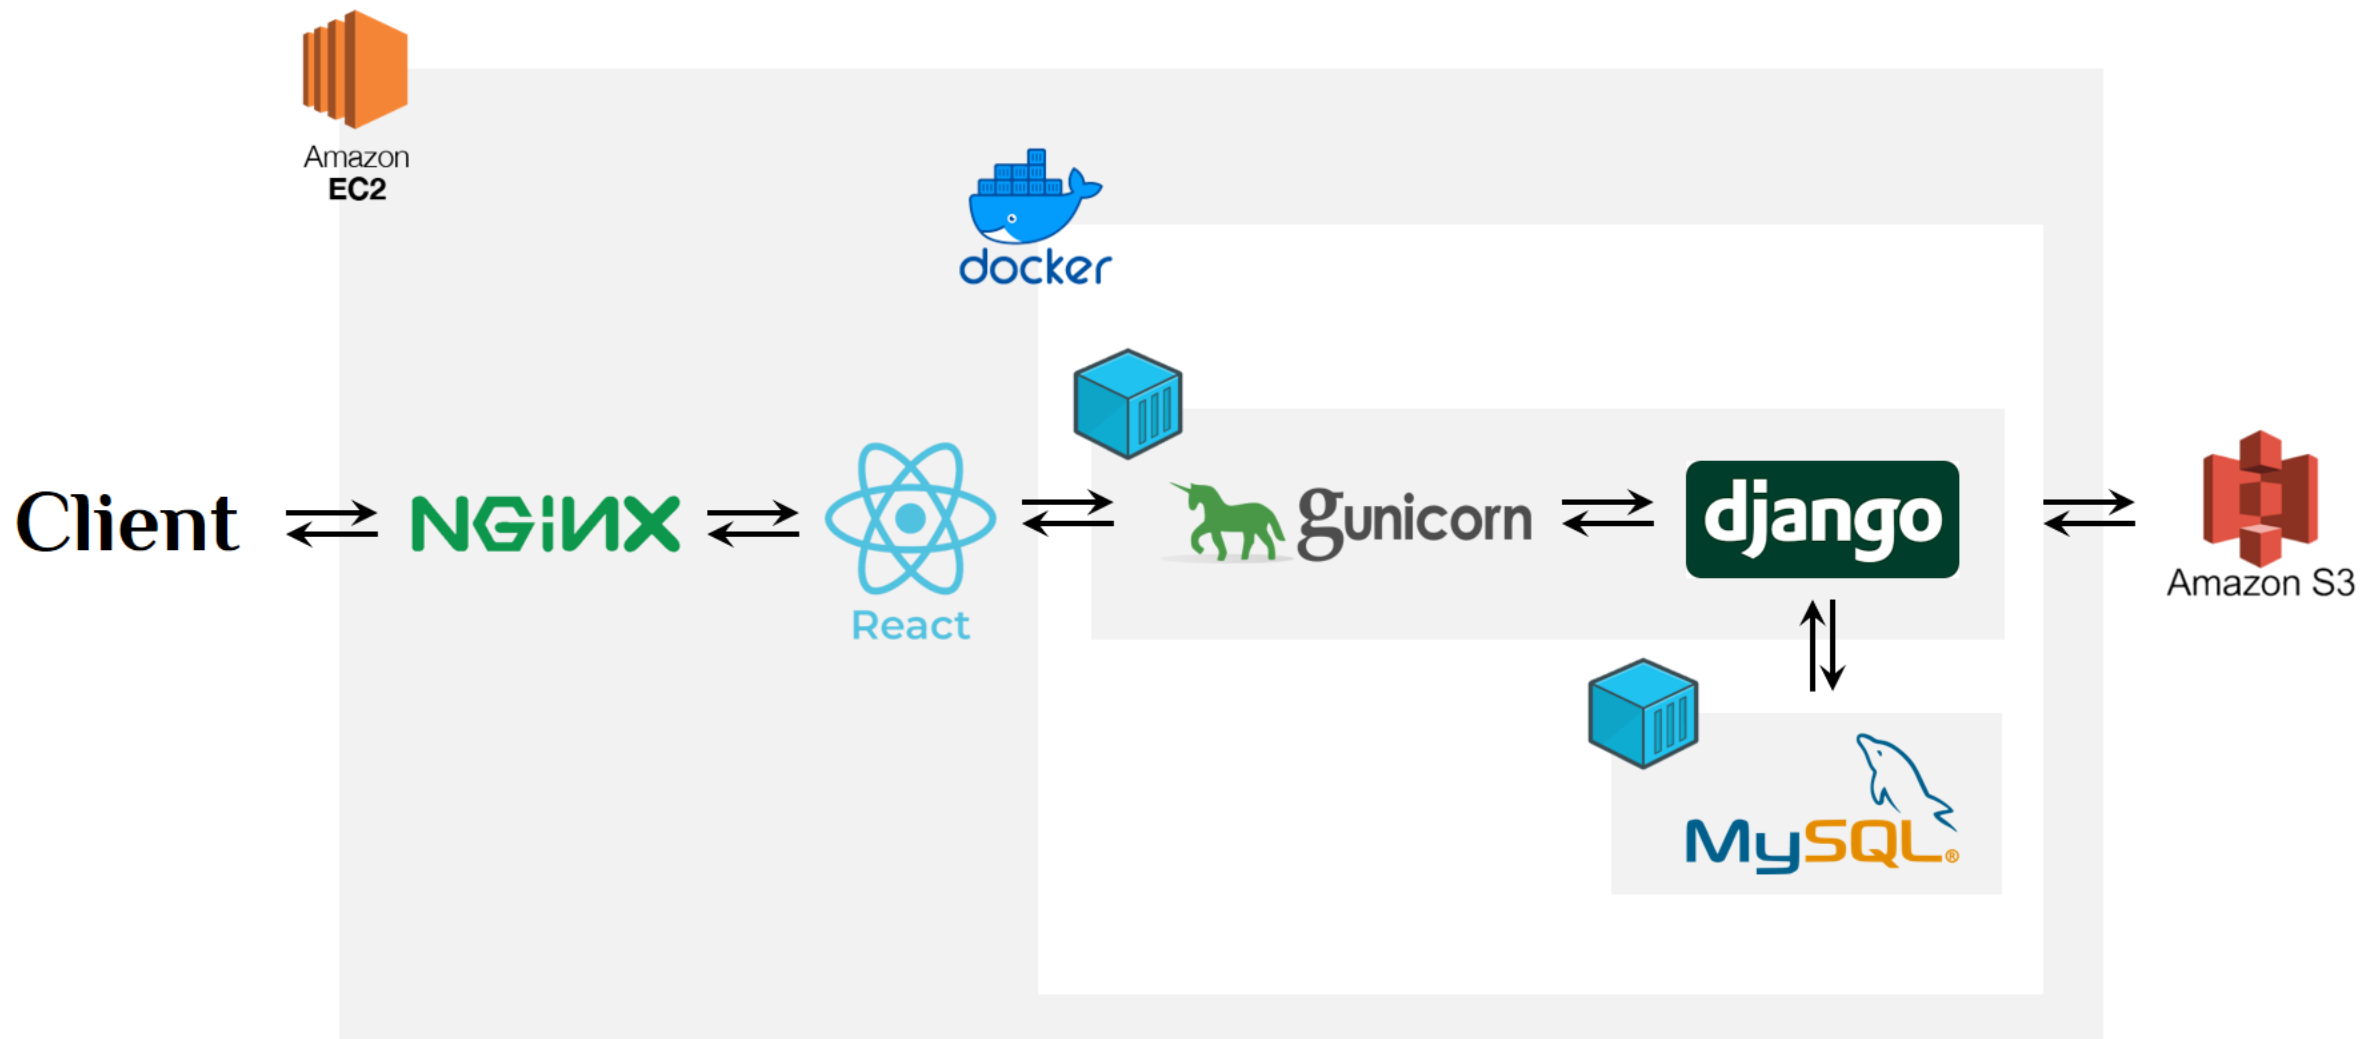 Amazon
EC2
docker
Client
NGINX
React
gunicorn
django
Amazon S3
MySQL®